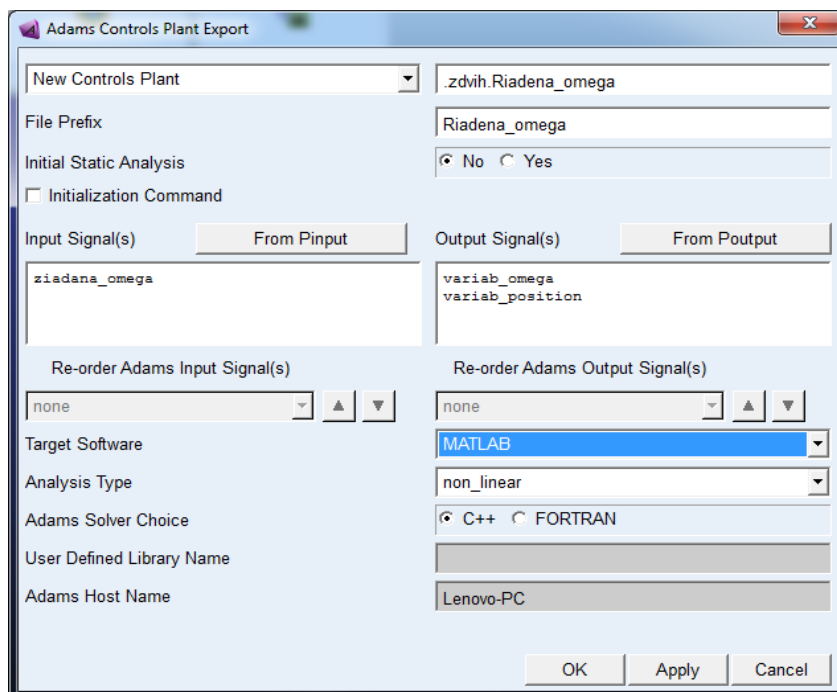 Adams Controls Plant Export
New Controls Plant .zdvih.Riadena_omega
File Prefix Riadena_omega
Initial Static Analysis No Yes
Initialization Command
Input Signal(s) From Pinput Output Signal(s) From Poutput
ziadana_omega variab_omega
variab_position
Re-order Adams Input Signal(s) Re-order Adams Output Signal(s)
none none
Target Software MATLAB
Analysis Type non_linear
Adams Solver Choice C++ FORTRAN
User Defined Library Name
Adams Host Name Lenovo-PC
OK Apply Cancel